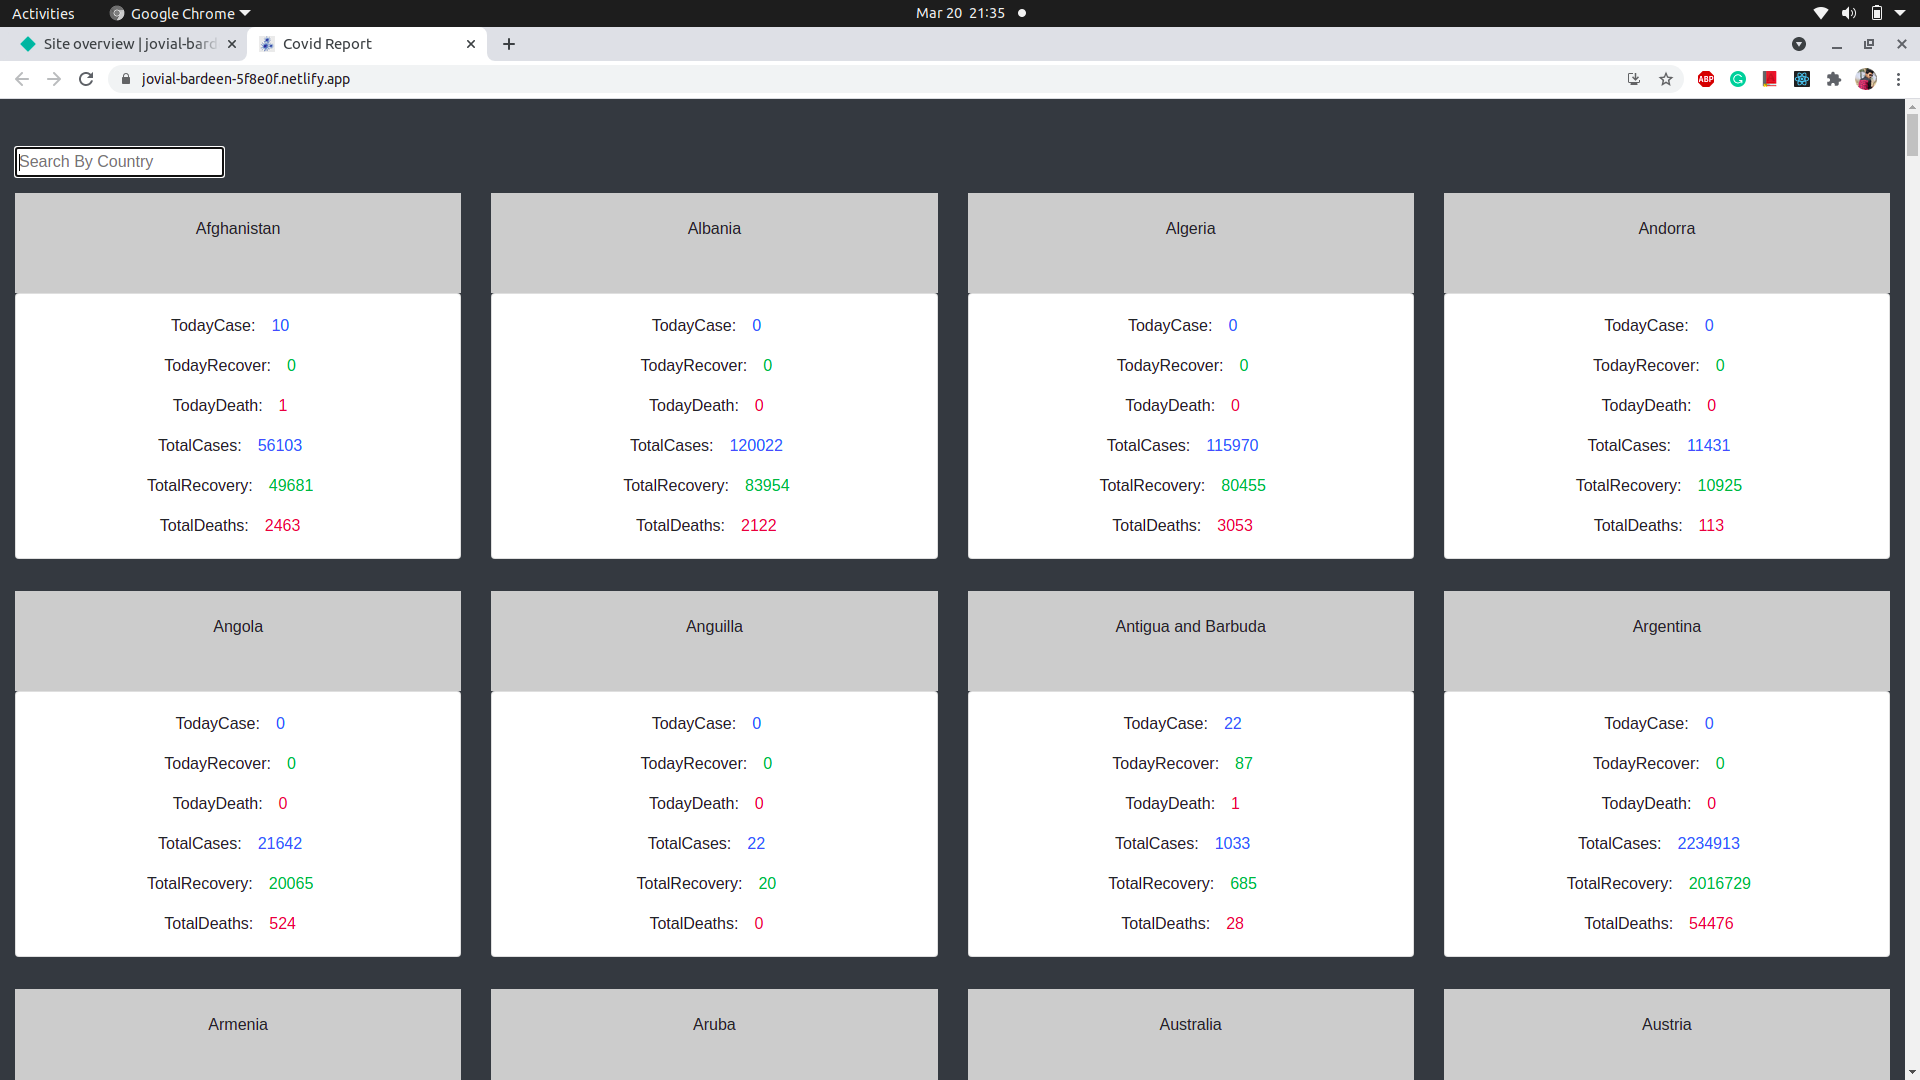 Activities Google Chrome Mar 20 21:35
Site overview | jovial-bard Covid Report
jovial-bardeen-5f8e0f.netlify.app ABP
Search By Country
Afghanistan Albania Algeria Andorra
TodayCase: 10 TodayCase: 0 TodayCase: 0 TodayCase: 0
TodayRecover: 0 TodayRecover: 0 TodayRecover: 0 TodayRecover: 0
TodayDeath: 1 TodayDeath: 0 TodayDeath: 0 TodayDeath: 0
TotalCases: 56103 TotalCases: 120022 TotalCases: 115970 TotalCases: 11431
TotalRecovery: 49681 TotalRecovery: 83954 TotalRecovery: 80455 TotalRecovery: 10925
TotalDeaths: 2463 TotalDeaths: 2122 TotalDeaths: 3053 TotalDeaths: 113
Angola Anguilla Antigua and Barbuda Argentina
TodayCase: 0 TodayCase: 0 TodayCase: 22 TodayCase: 0
TodayRecover: 0 TodayRecover: 0 TodayRecover: 87 TodayRecover: 0
TodayDeath: 0 TodayDeath: 0 TodayDeath: 1 TodayDeath: 0
TotalCases: 21642 TotalCases: 22 TotalCases: 1033 TotalCases: 2234913
TotalRecovery: 20065 TotalRecovery: 20 TotalRecovery: 685 TotalRecovery: 2016729
TotalDeaths: 524 TotalDeaths: 0 TotalDeaths: 28 TotalDeaths: 54476
Armenia Aruba Australia Austria